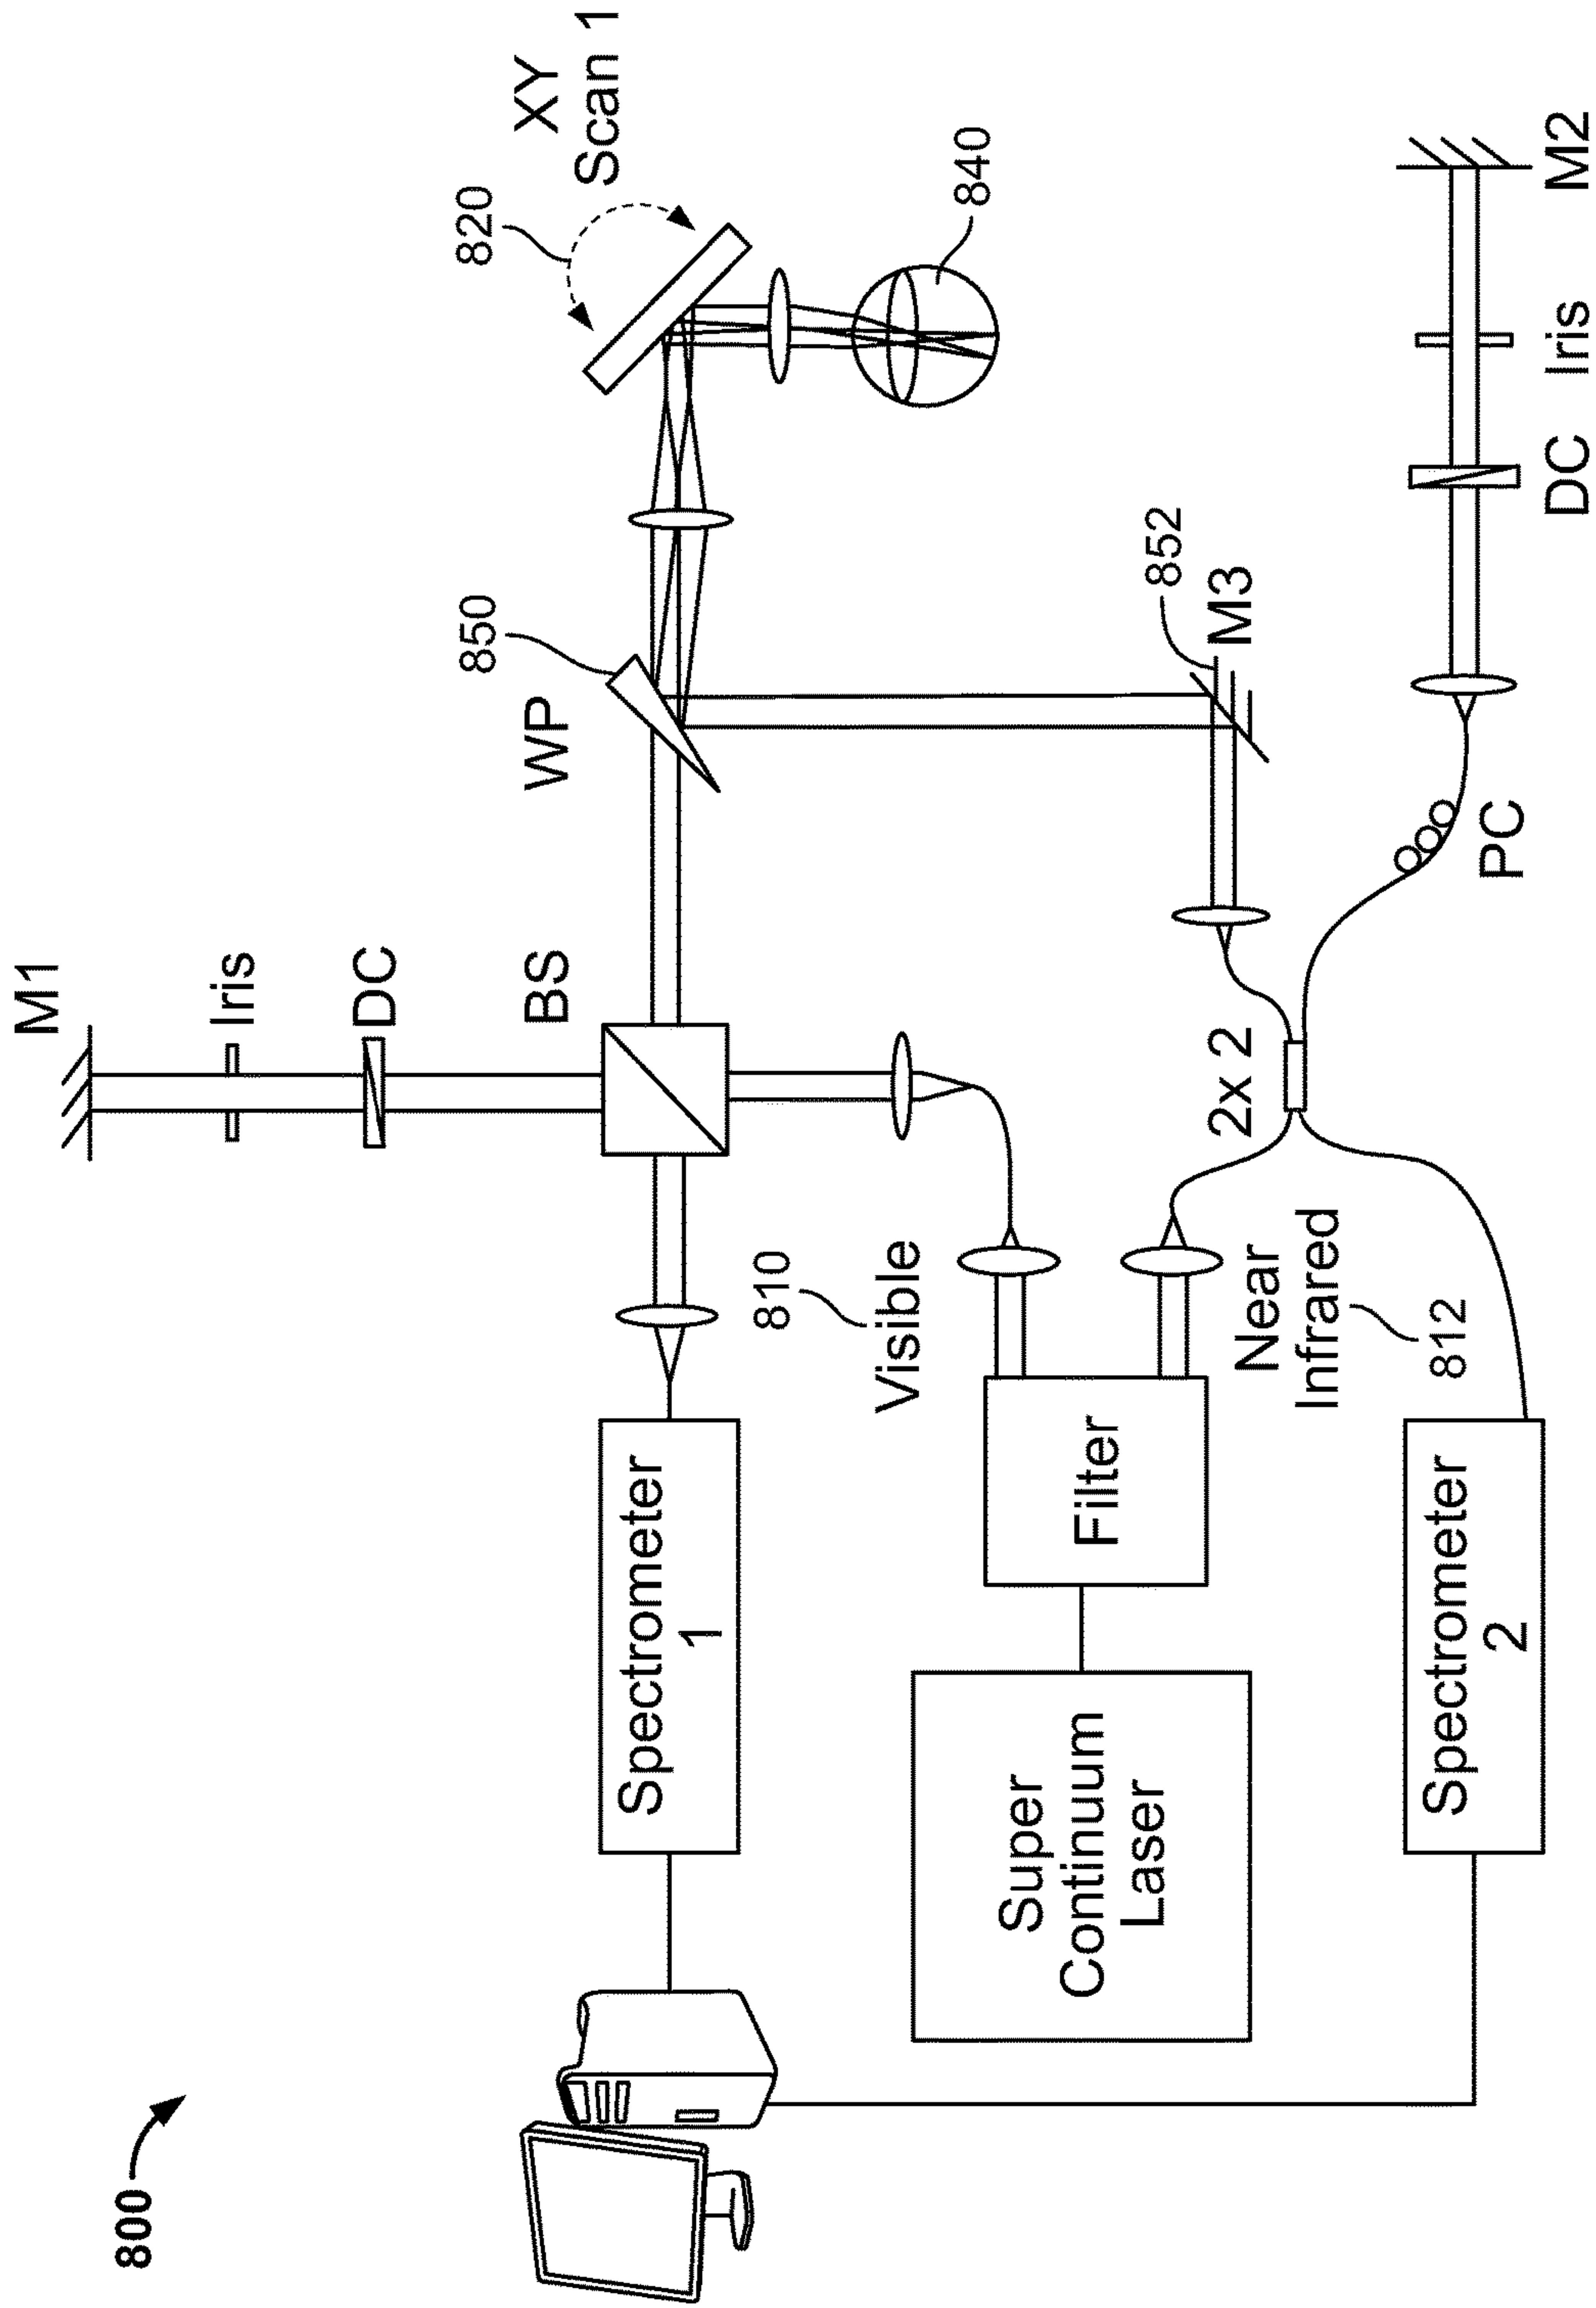 800
M1
Iris
DC
BS
XY
Scan 1
820
850
WP
840
Spectrometer
1
810
Visible
852
M3
Super
Continuum
Laser
Filter
Near
Infrared
812
2x 2
PC
Spectrometer
2
DC
Iris
M2